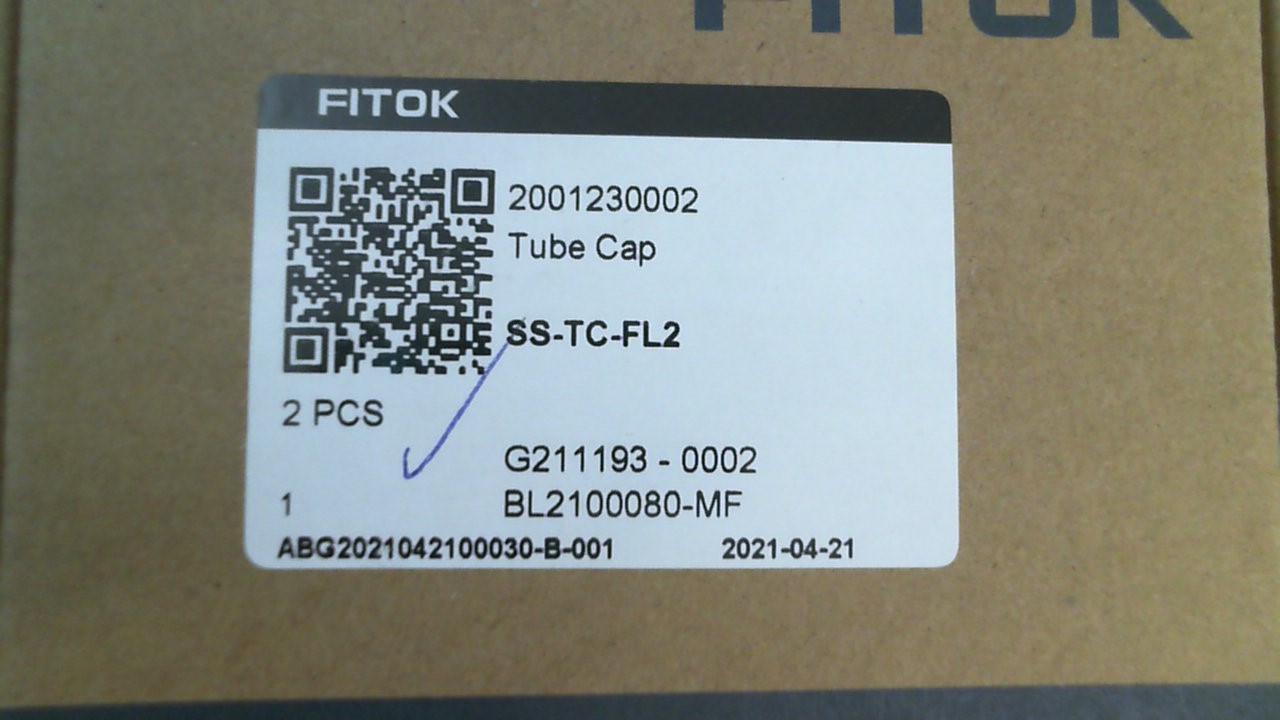 FITOK
FITOK
2001230002
Tube Cap
SS-TC-FL2
2 PCS
G211193 - 0002
1 BL2100080-MF
ABG2021042100030-B-001 2021-04-21